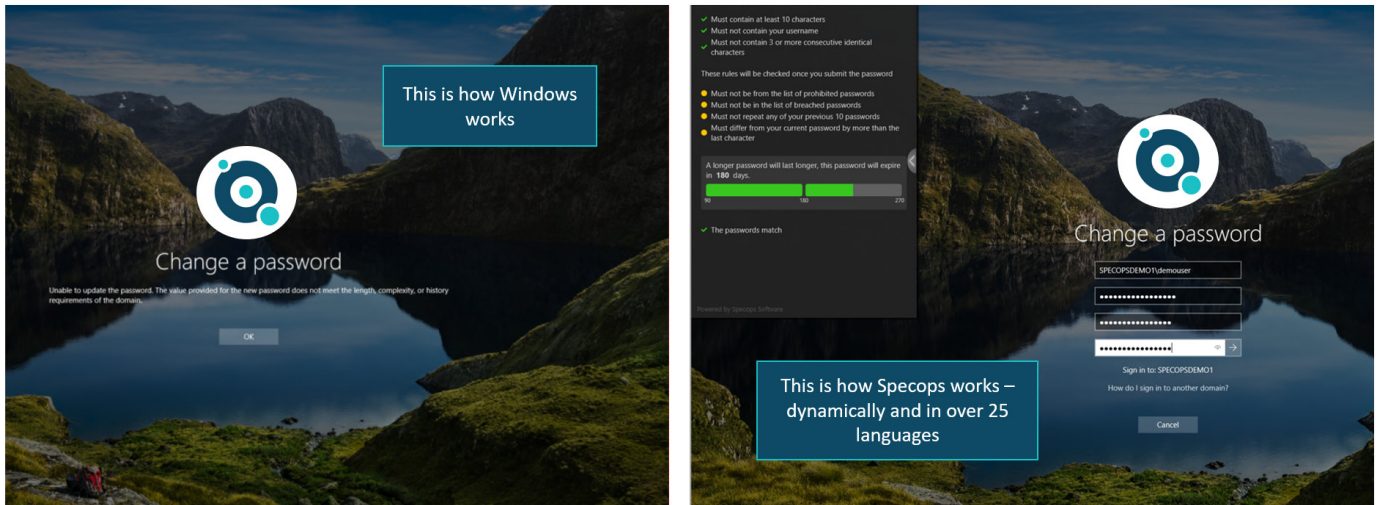 This is how Windows
works
Change a password
Unable to update the password. The value provided for the new password does not meet the length, complexity, or history
requirements of the domain.
OK
Must contain at least 10 characters
Must not contain your username
Must not contain 3 or more consecutive identical
characters
These rules will be checked once you submit the password
Must not be from the list of prohibited passwords
Must not be in the list of breached passwords
Must not repeat any of your previous 10 passwords
Must differ from your current password by more than the
last character
A longer password will last longer, this password will expire
in 180 days.
90 180 270
The passwords match
Powered by Specops Software
Change a password
SPECOPSDEMO1\demouser
Sign in to: SPECOPSDEMO1
How do I sign in to another domain?
Cancel
This is how Specops works –
dynamically and in over 25
languages